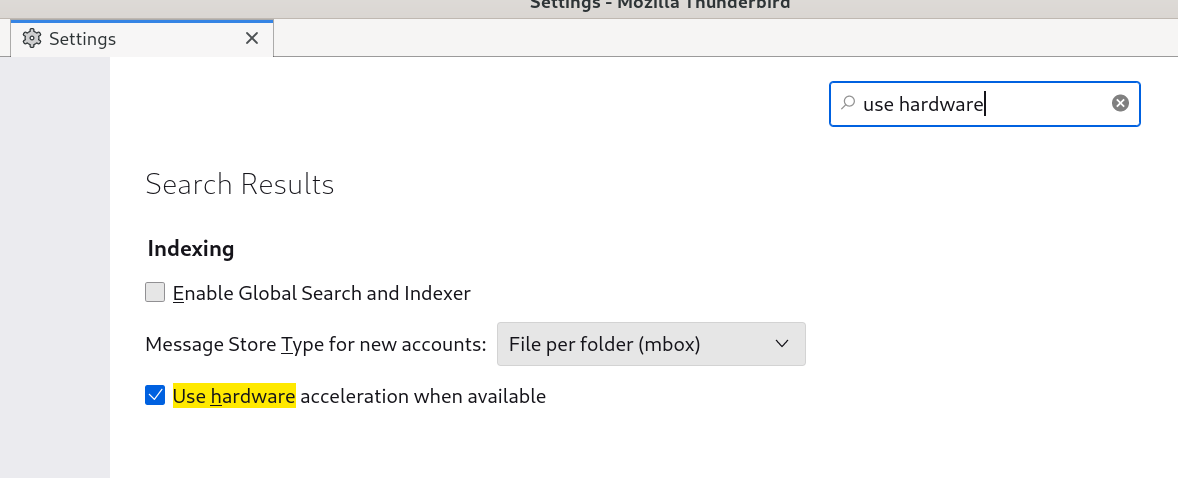 Settings - Mozilla Thunderbird
Settings
use hardware
Search Results
Indexing
Enable Global Search and Indexer
Message Store Type for new accounts: File per folder (mbox)
Use hardware acceleration when available